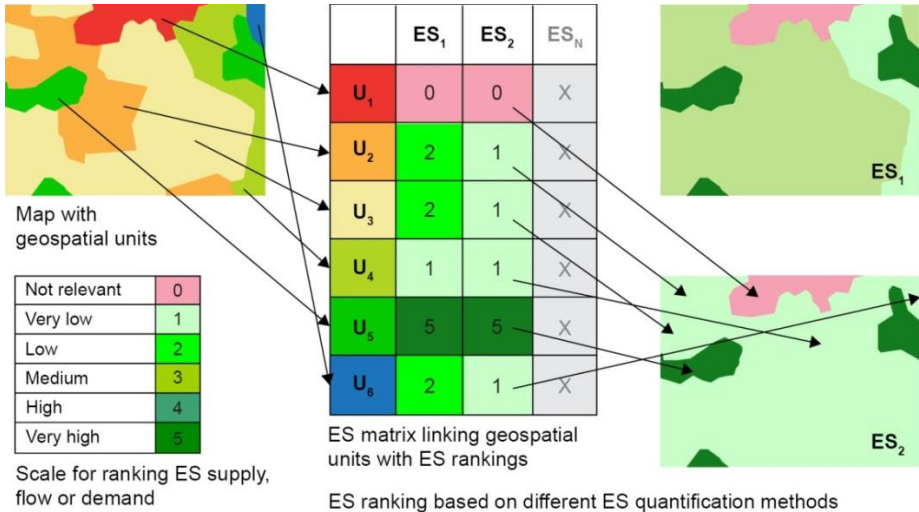 Map with
geospatial units
Not relevant 0
Very low 1
Low 2
Medium 3
High 4
Very high 5
Scale for ranking ES supply,
flow or demand
ES₁ ES₂ ES_N
U₁ 0 0 X
U₂ 2 1 X
U₃ 2 1 X
U₄ 1 1 X
U₅ 5 5 X
U₆ 2 1 X
ES matrix linking geospatial
units with ES rankings
ES ranking based on different ES quantification methods
ES₁
ES₂